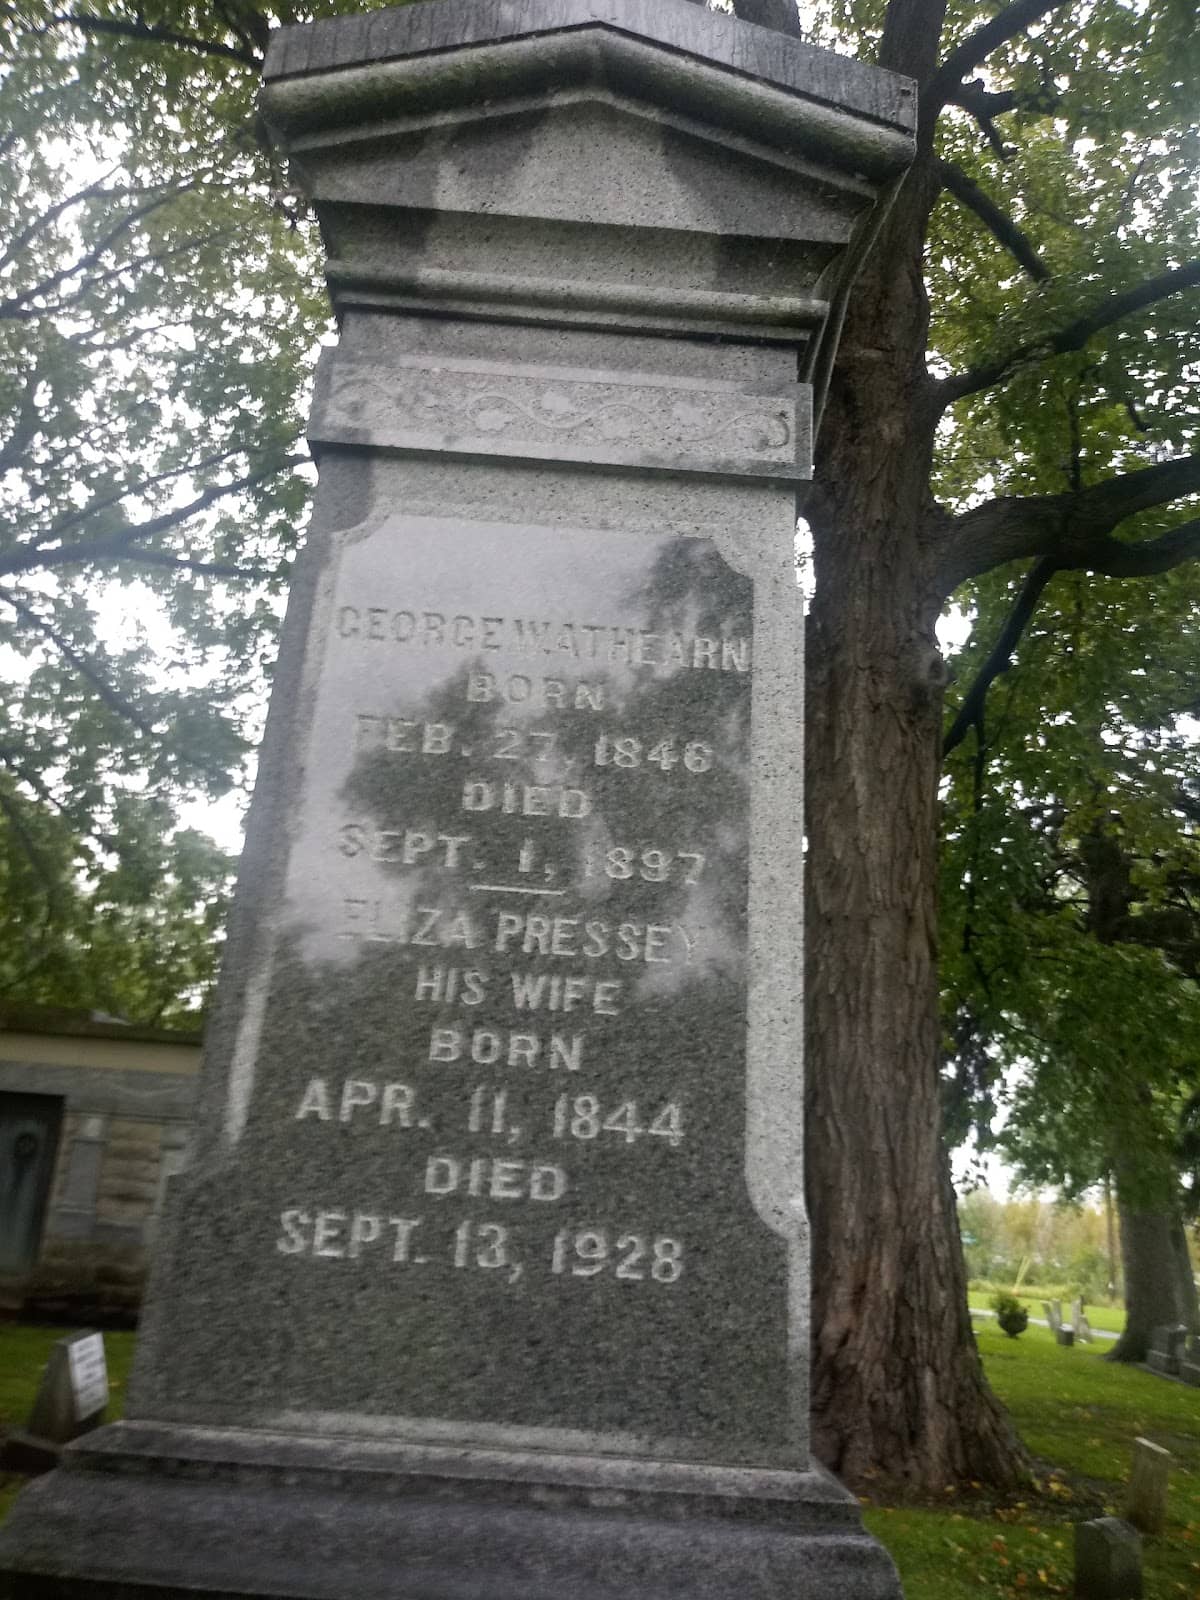 GEORGE W. ATHEARN
BORN
FEB. 27, 1846
DIED
SEPT. 1, 1897
ELIZA PRESSEY
HIS WIFE
BORN
APR. 11, 1844
DIED
SEPT. 13, 1928